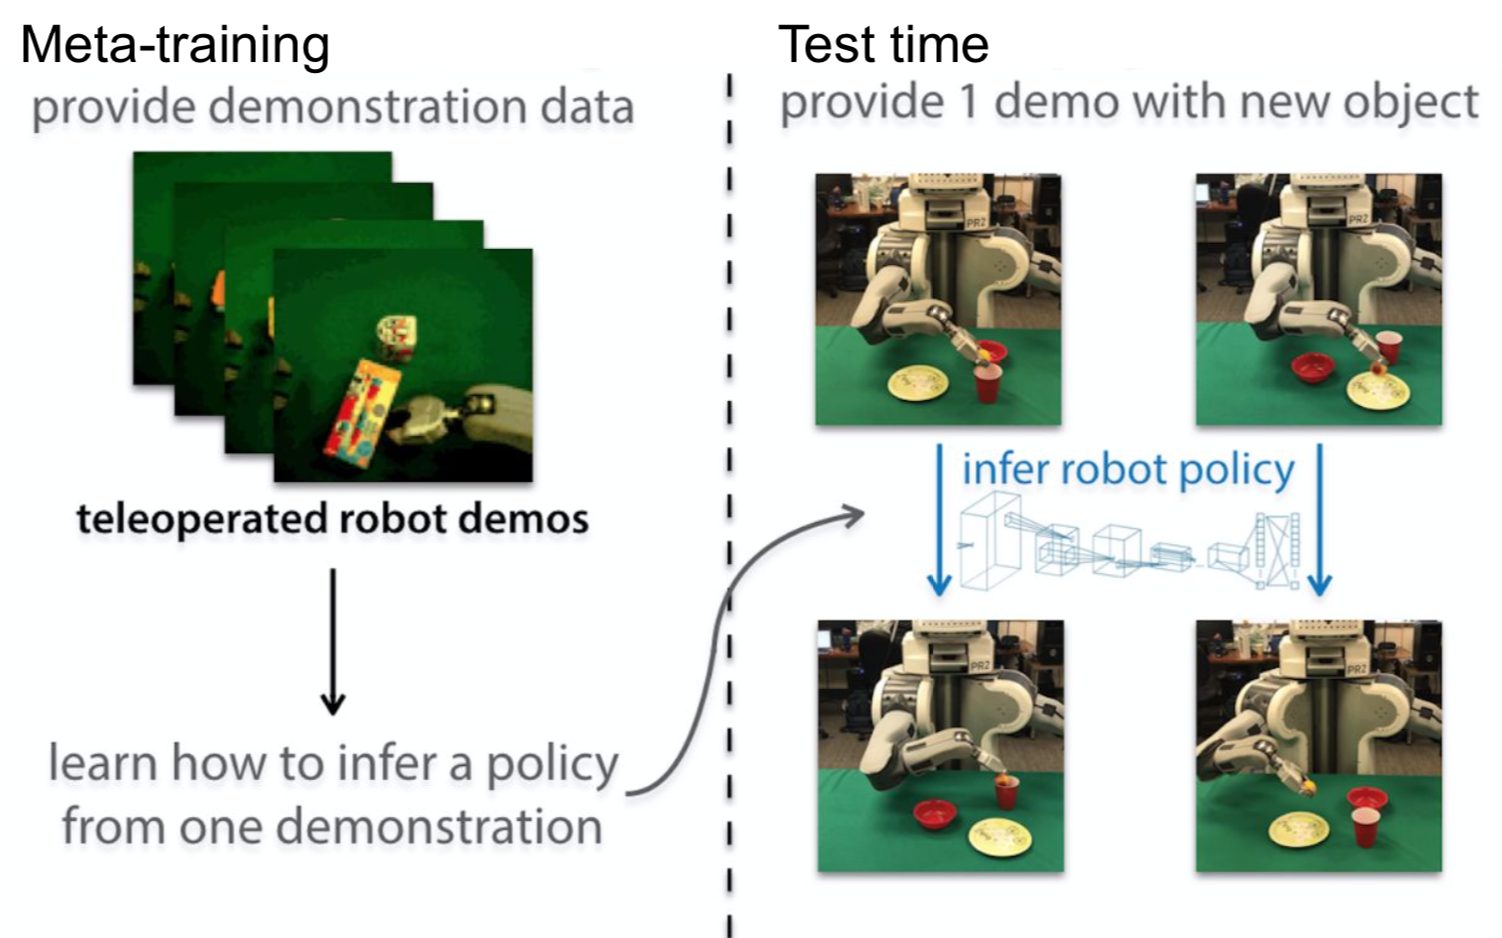 Meta-training
provide demonstration data
teleoperated robot demos
learn how to infer a policy
from one demonstration
Test time
provide 1 demo with new object
PR2
PR2
infer robot policy
PR2
PR2